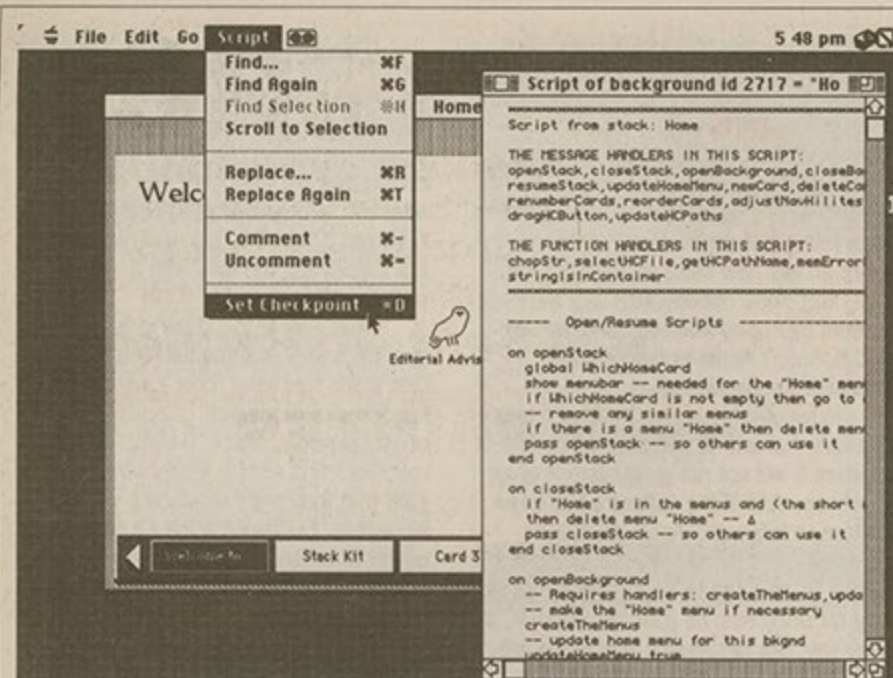 File Edit Go Script
5 48 pm
Find... ⌘F
Find Again ⌘G
Find Selection ⌘H
Scroll to Selection
Replace... ⌘R
Replace Again ⌘T
Comment ⌘-
Uncomment ⌘=
Set Checkpoint ⌘D
Home
Welc
Editorial Advis
Welcome to
Stack Kit
Card 3
Script of background id 2717 = "Ho
Script from stack: Home
THE MESSAGE HANDLERS IN THIS SCRIPT:
openStack,closeStack,openBackground,closeBa
resumeStack,updateHomeMenu,newCard,deleteCa
renumberCards,reorderCards,adjustNavHilites
dragHCButton,updateHCPaths
THE FUNCTION HANDLERS IN THIS SCRIPT:
chopStr,selectHCFile,getHCPathName,memError
stringIsInContainer
----- Open/Resume Scripts -----
on openStack
global WhichHomeCard
show menubar -- needed for the "Home" men
if WhichHomeCard is not empty then go to
-- remove any similar menus
if there is a menu "Home" then delete men
pass openStack -- so others can use it
end openStack
on closeStack
if "Home" is in the menus and (the short
then delete menu "Home" -- Δ
pass closeStack -- so others can use it
end closeStack
on openBackground
-- Requires handlers: createTheMenus,upda
-- make the "Home" menu if necessary
createTheMenus
-- update home menu for this bkgnd
updateHomeMenu true